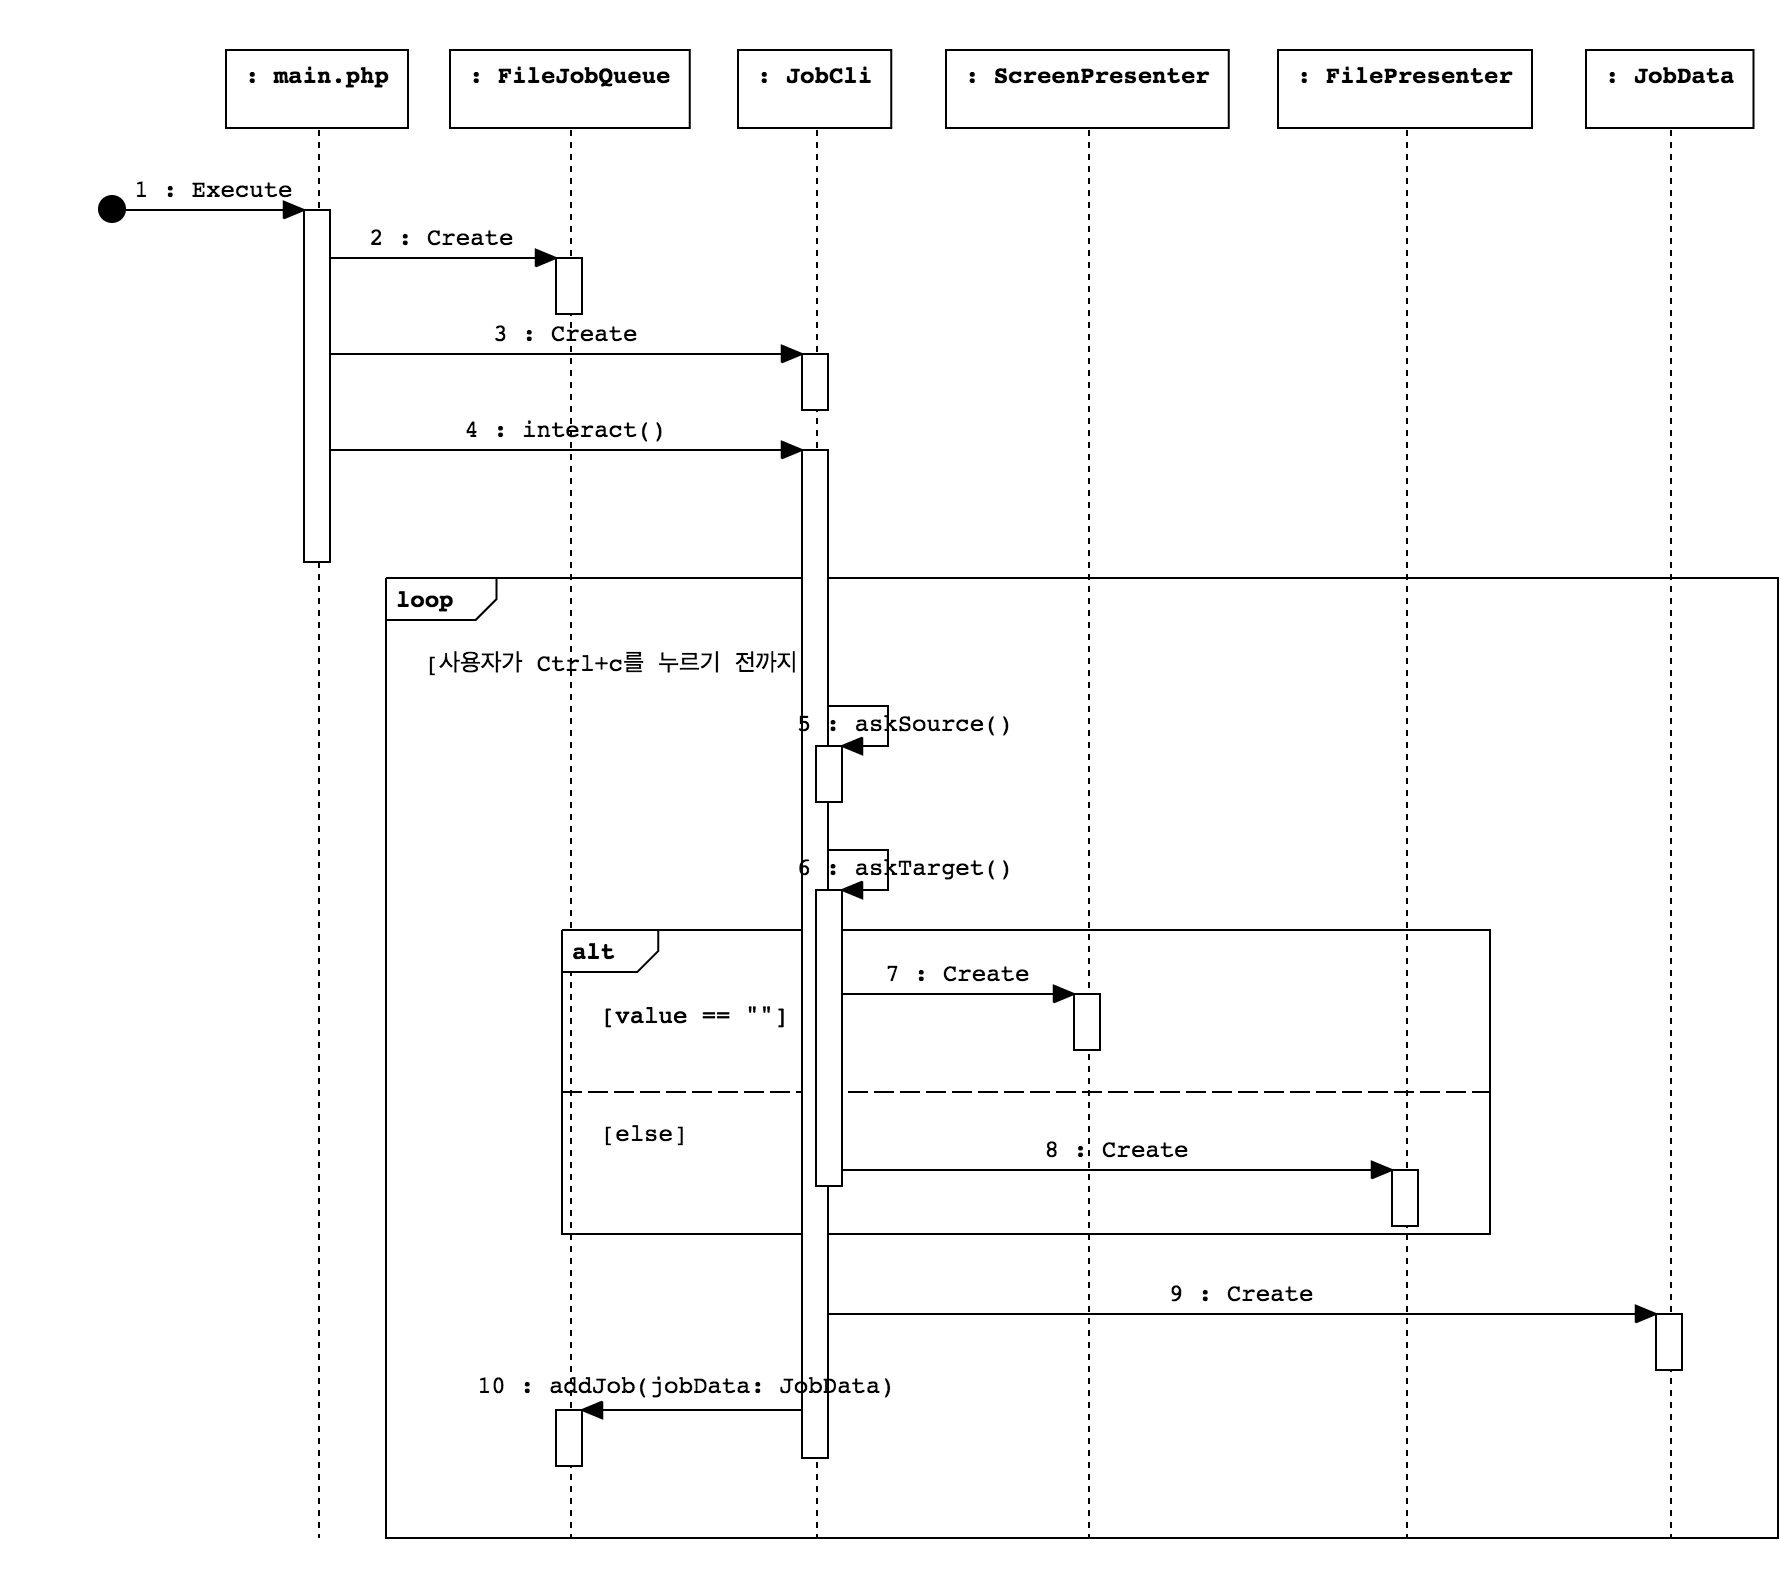 : main.php
: FileJobQueue
: JobCli
: ScreenPresenter
: FilePresenter
: JobData
1 : Execute
2 : Create
3 : Create
4 : interact()
loop
[사용자가 Ctrl+c를 누르기 전까지
5 : askSource()
6 : askTarget()
alt
7 : Create
[value == ""]
[else]
8 : Create
9 : Create
10 : addJob(jobData: JobData)